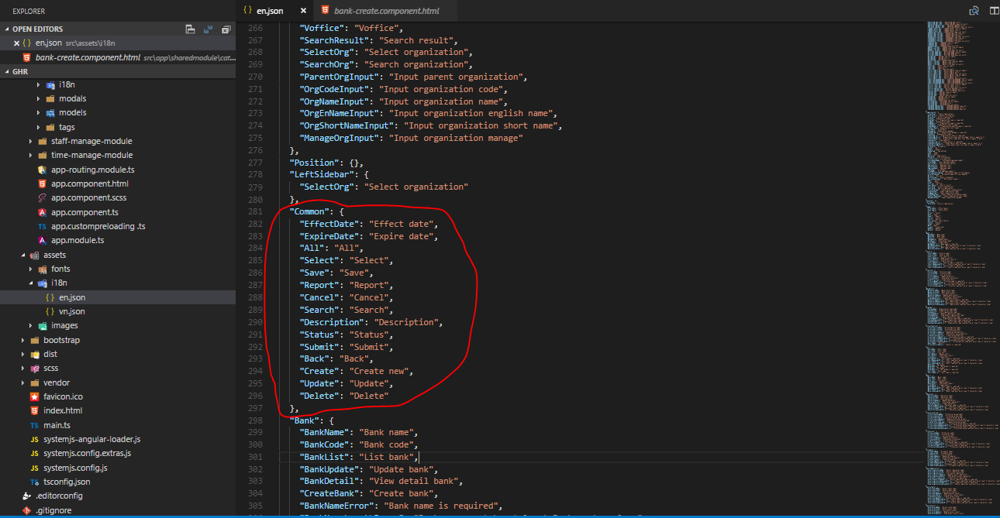 EXPLORER
OPEN EDITORS
en.json src\assets\i18n
bank-create.component.html src\app\sharedmodule\cat...
GHR
i18n
modals
models
tags
staff-manage-module
time-manage-module
app-routing.module.ts
app.component.html
app.component.scss
app.component.ts
TS app.custompreloading .ts
app.module.ts
assets
fonts
i18n
{ } en.json
{ } vn.json
images
bootstrap
dist
scss
vendor
favicon.ico
index.html
TS main.ts
JS systemjs-angular-loader.js
JS systemjs.config.extras.js
JS systemjs.config.js
TS tsconfig.json
.editorconfig
.gitignore
{ } en.json ×
bank-create.component.html
266 "Voffice": "Voffice",
267 "SearchResult": "Search result",
268 "SelectOrg": "Select organization",
269 "SearchOrg": "Search organization",
270 "ParentOrgInput": "Input parent organization",
271 "OrgCodeInput": "Input organization code",
272 "OrgNameInput": "Input organization name",
273 "OrgEnNameInput": "Input organization english name",
274 "OrgShortNameInput": "Input organization short name",
275 "ManageOrgInput": "Input organization manage"
276 },
277 "Position": {},
278 "LeftSidebar": {
279 "SelectOrg": "Select organization"
280 },
281 "Common": {
282 "EffectDate": "Effect date",
283 "ExpireDate": "Expire date",
284 "All": "All",
285 "Select": "Select",
286 "Save": "Save",
287 "Report": "Report",
288 "Cancel": "Cancel",
289 "Search": "Search",
290 "Description": "Description",
291 "Status": "Status",
292 "Submit": "Submit",
293 "Back": "Back",
294 "Create": "Create new",
295 "Update": "Update",
296 "Delete": "Delete"
297 },
298 "Bank": {
299 "BankName": "Bank name",
300 "BankCode": "Bank code",
301 "BankList": "List bank",
302 "BankUpdate": "Update bank",
303 "BankDetail": "View detail bank",
304 "CreateBank": "Create bank",
305 "BankNameError": "Bank name is required",